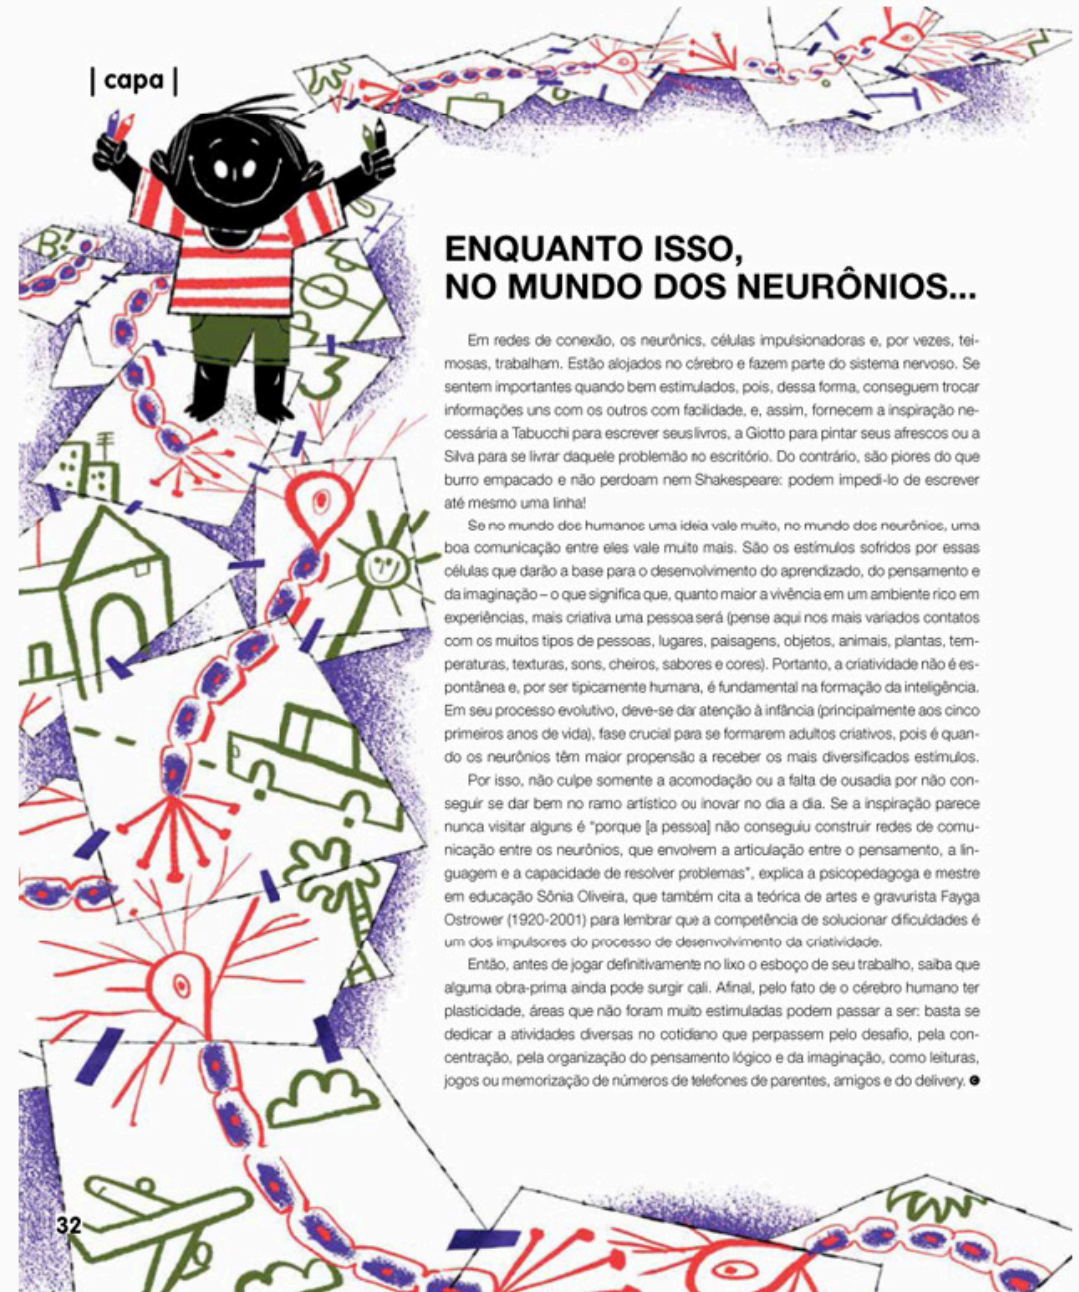 | capa |
B!
3
ENQUANTO ISSO,
NO MUNDO DOS NEURÔNIOS...
Em redes de conexão, os neurônics, células impulsionadoras e, por vezes, tei-
mosas, trabalham. Estão alojados no cérebro e fazem parte do sistema nervoso. Se
sentem importantes quando bem estimulados, pois, dessa forma, conseguem trocar
informações uns com os outros com facilidade, e, assim, fornecem a inspiração ne-
cessária a Tabucchi para escrever seus livros, a Giotto para pintar seus afrescos ou a
Silva para se livrar daquele problemão no escritório. Do contrário, são piores do que
burro empacado e não perdoam nem Shakespeare: podem impedi-lo de escrever
até mesmo uma linha!
Se no mundo dos humanos uma ideia vale muito, no mundo dos neurônios, uma
boa comunicação entre eles vale muito mais. São os estímulos sofridos por essas
células que darão a base para o desenvolvimento do aprendizado, do pensamento e
da imaginação – o que significa que, quanto maior a vivência em um ambiente rico em
experiências, mais criativa uma pessoa será (pense aqui nos mais variados contatos
com os muitos tipos de pessoas, lugares, paisagens, objetos, animais, plantas, tem-
peraturas, texturas, sons, cheiros, sabores e cores). Portanto, a criatividade não é es-
pontânea e, por ser tipicamente humana, é fundamental na formação da inteligência.
Em seu processo evolutivo, deve-se dar atenção à infância (principalmente aos cinco
primeiros anos de vida), fase crucial para se formarem adultos criativos, pois é quan-
do os neurônios têm maior propensão a receber os mais diversificados estímulos.
Por isso, não culpe somente a acomodação ou a falta de ousadia por não con-
seguir se dar bem no ramo artístico ou inovar no dia a dia. Se a inspiração parece
nunca visitar alguns é “porque [a pessoa] não conseguiu construir redes de comu-
nicação entre os neurônios, que envolvem a articulação entre o pensamento, a lin-
guagem e a capacidade de resolver problemas”, explica a psicopedagoga e mestre
em educação Sônia Oliveira, que também cita a teórica de artes e gravurista Fayga
Ostrower (1920-2001) para lembrar que a competência de solucionar dificuldades é
um dos impulsores do processo de desenvolvimento da criatividade.
Então, antes de jogar definitivamente no lixo o esboço de seu trabalho, saiba que
alguma obra-prima ainda pode surgir cali. Afinal, pelo fato de o cérebro humano ter
plasticidade, áreas que não foram muito estimuladas podem passar a ser: basta se
dedicar a atividades diversas no cotidiano que perpassem pelo desafio, pela con-
centração, pela organização do pensamento lógico e da imaginação, como leituras,
jogos ou memorização de números de telefones de parentes, amigos e do delivery.
32